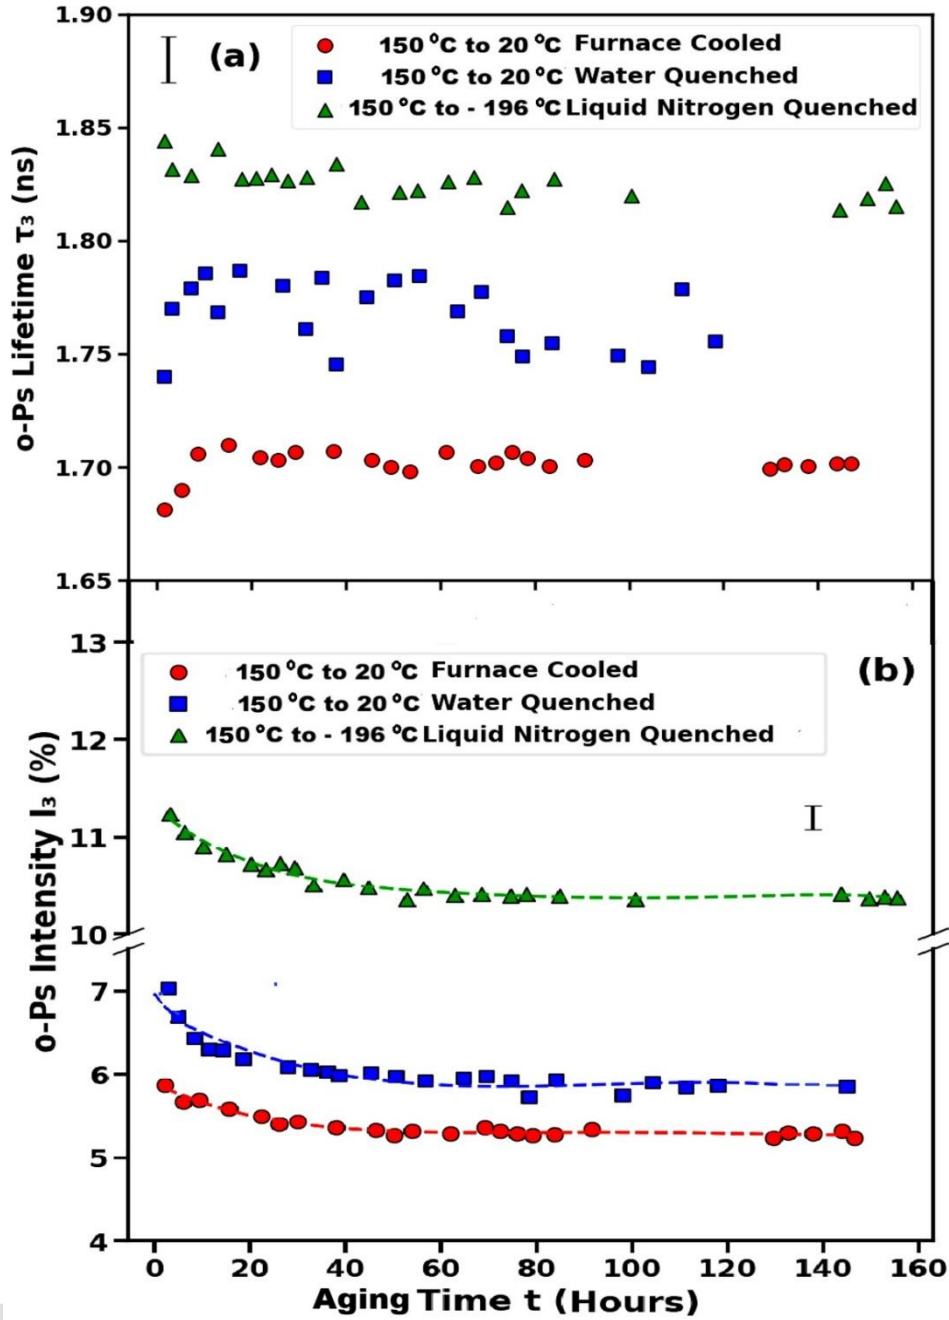 1.90
(a)
150 °C to 20 °C Furnace Cooled
150 °C to 20 °C Water Quenched
150 °C to - 196 °C Liquid Nitrogen Quenched
1.85
1.80
1.75
1.70
1.65
o-Ps Lifetime τ₃ (ns)
13
(b)
150 °C to 20 °C Furnace Cooled
150 °C to 20 °C Water Quenched
150 °C to - 196 °C Liquid Nitrogen Quenched
12
11
10
7
6
5
4
o-Ps Intensity I₃ (%)
0 20 40 60 80 100 120 140 160
Aging Time t (Hours)